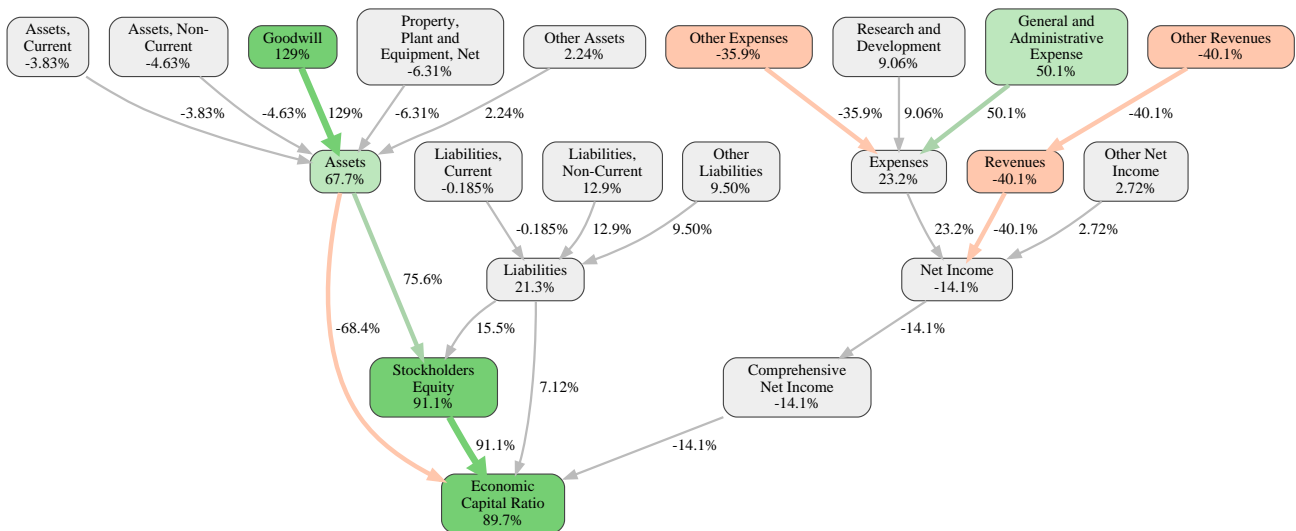 Assets,
Current
-3.83%
Assets, Non-
Current
-4.63%
Goodwill
129%
Property,
Plant and
Equipment, Net
-6.31%
Other Assets
2.24%
Other Expenses
-35.9%
Research and
Development
9.06%
General and
Administrative
Expense
50.1%
Other Revenues
-40.1%
-3.83%
-4.63%
129%
-6.31%
2.24%
-35.9%
9.06%
50.1%
-40.1%
Assets
67.7%
Liabilities,
Current
-0.185%
Liabilities,
Non-Current
12.9%
Other
Liabilities
9.50%
Expenses
23.2%
Revenues
-40.1%
Other Net
Income
2.72%
-0.185%
12.9%
9.50%
23.2%
-40.1%
2.72%
75.6%
Liabilities
21.3%
Net Income
-14.1%
-68.4%
15.5%
-14.1%
Stockholders
Equity
91.1%
7.12%
Comprehensive
Net Income
-14.1%
91.1%
-14.1%
Economic
Capital Ratio
89.7%